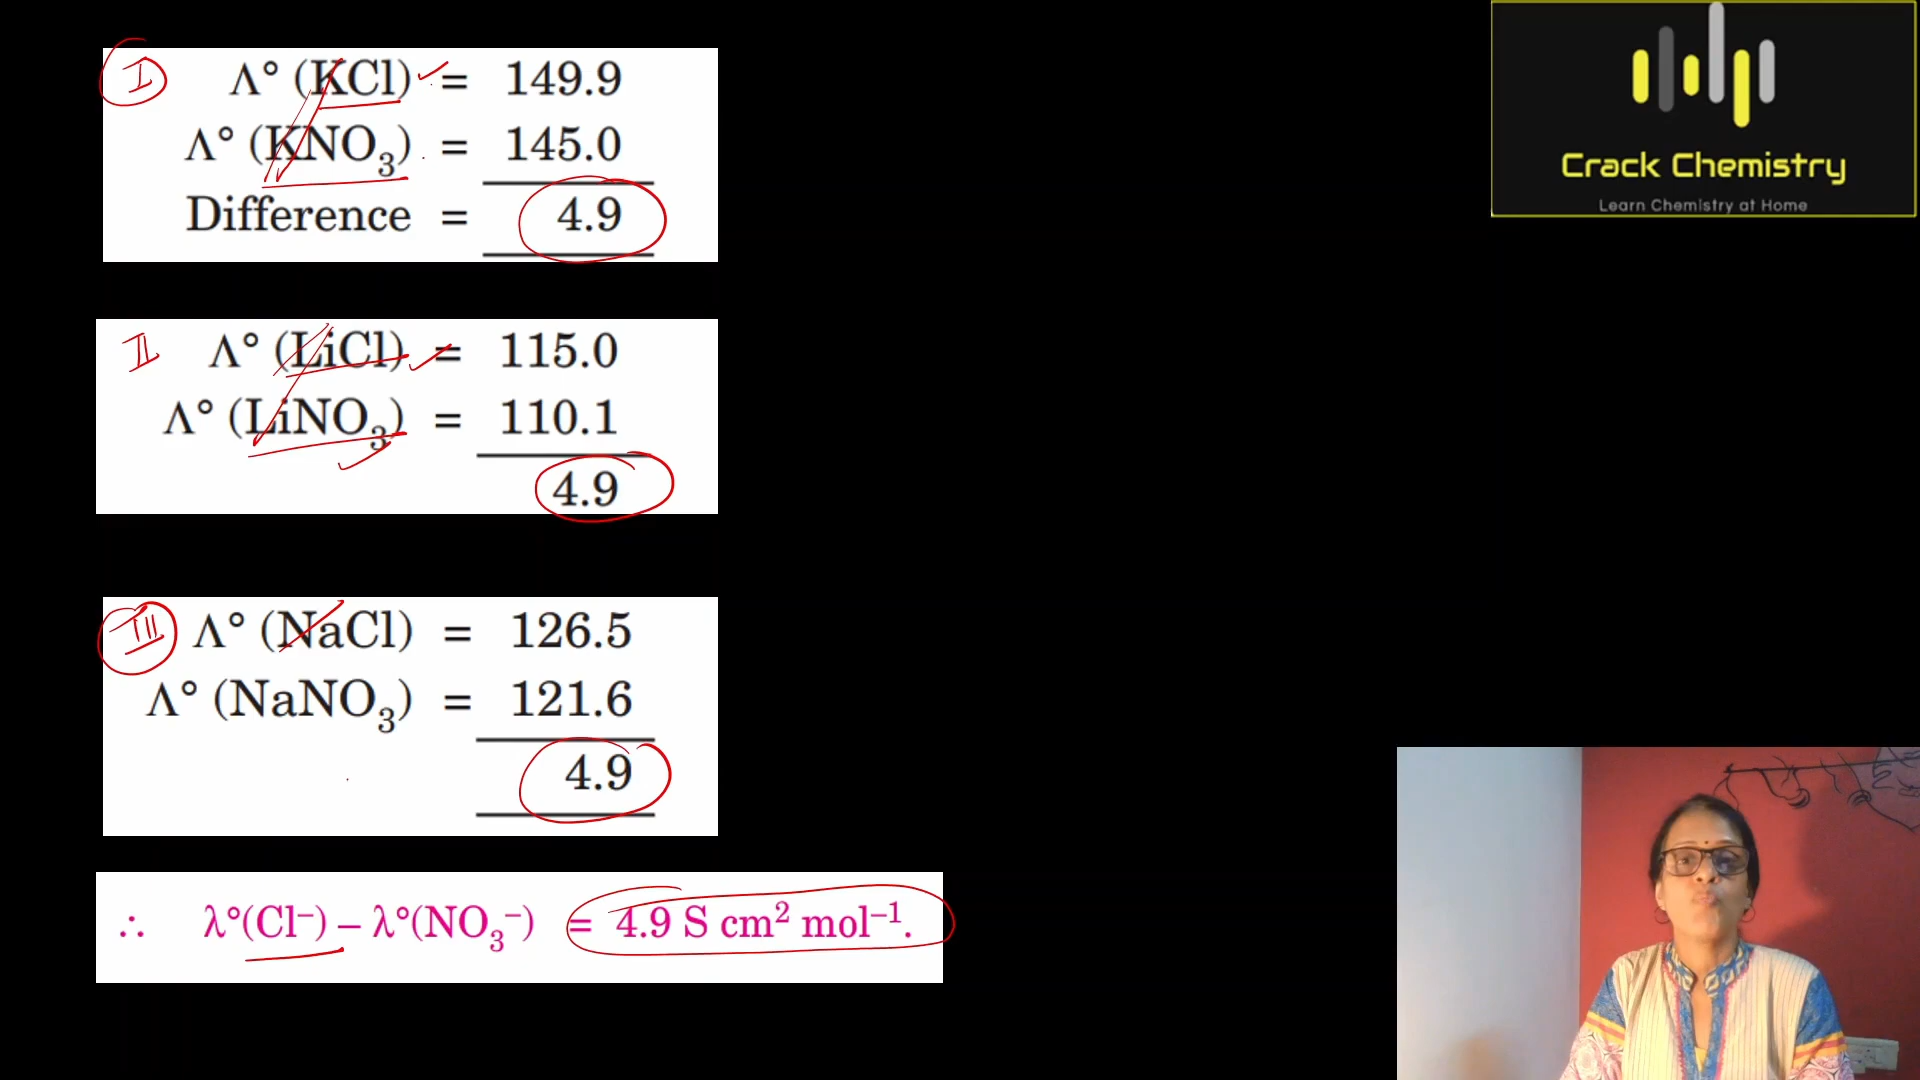 I Λ° (KCl) = 149.9
Λ° (KNO₃) = 145.0
Difference = 4.9
II Λ° (LiCl) = 115.0
Λ° (LiNO₃) = 110.1
4.9
III Λ° (NaCl) = 126.5
Λ° (NaNO₃) = 121.6
4.9
∴ λ°(Cl⁻) – λ°(NO₃⁻) = 4.9 S cm² mol⁻¹.
Crack Chemistry
Learn Chemistry at Home